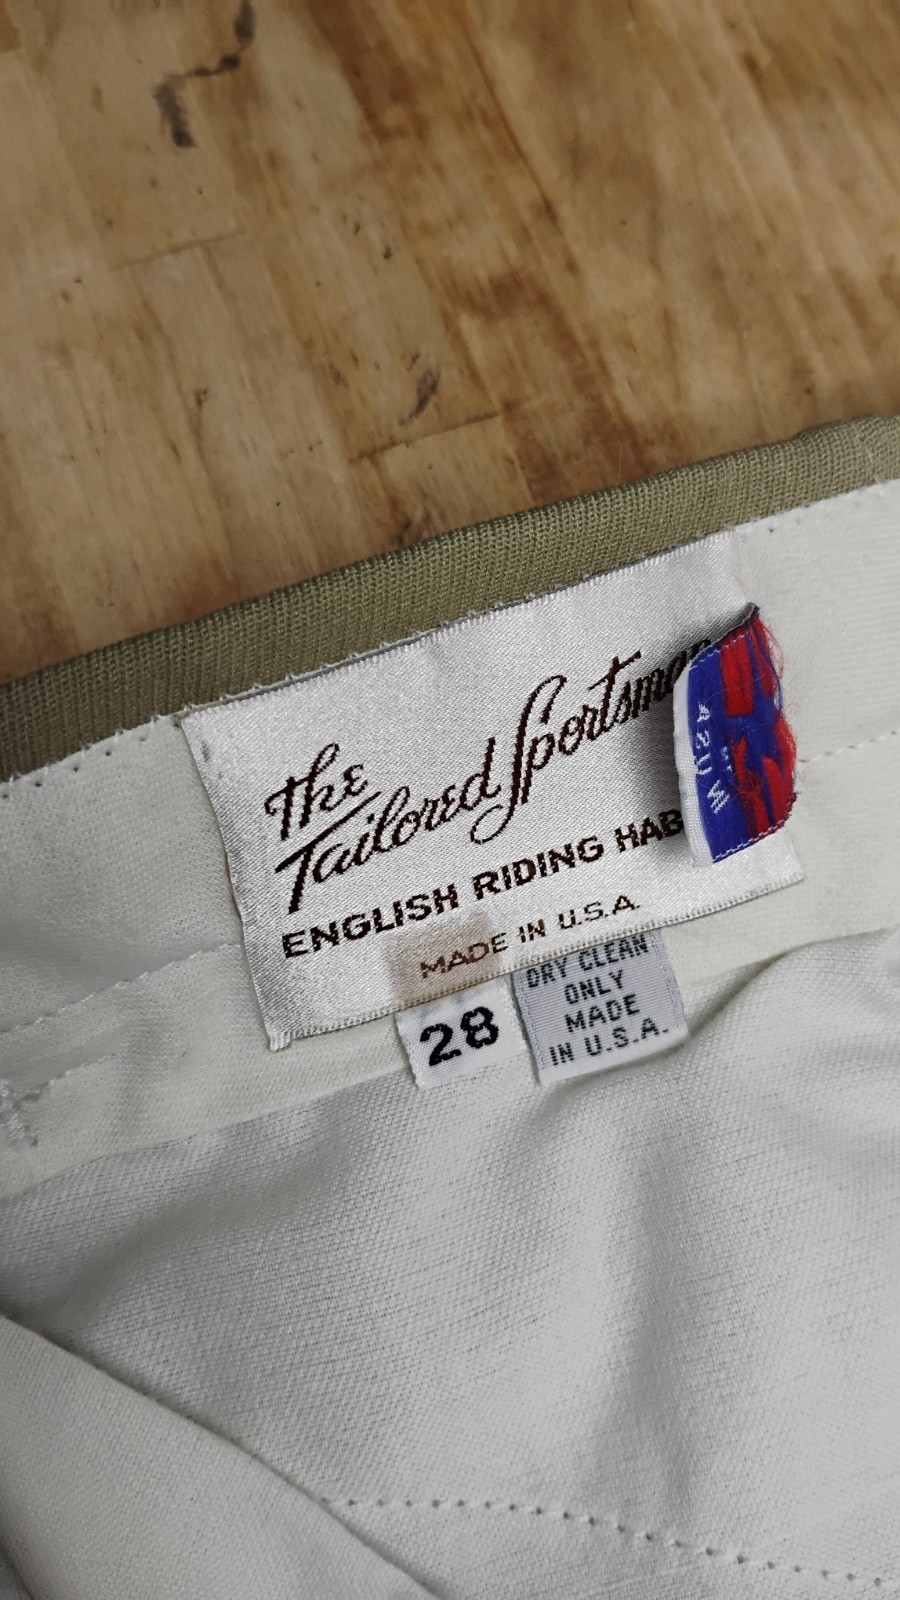 The
Tailored Sportsman
ENGLISH RIDING HAB
MADE IN U.S.A.
28
DRY CLEAN
ONLY
MADE
IN U.S.A.